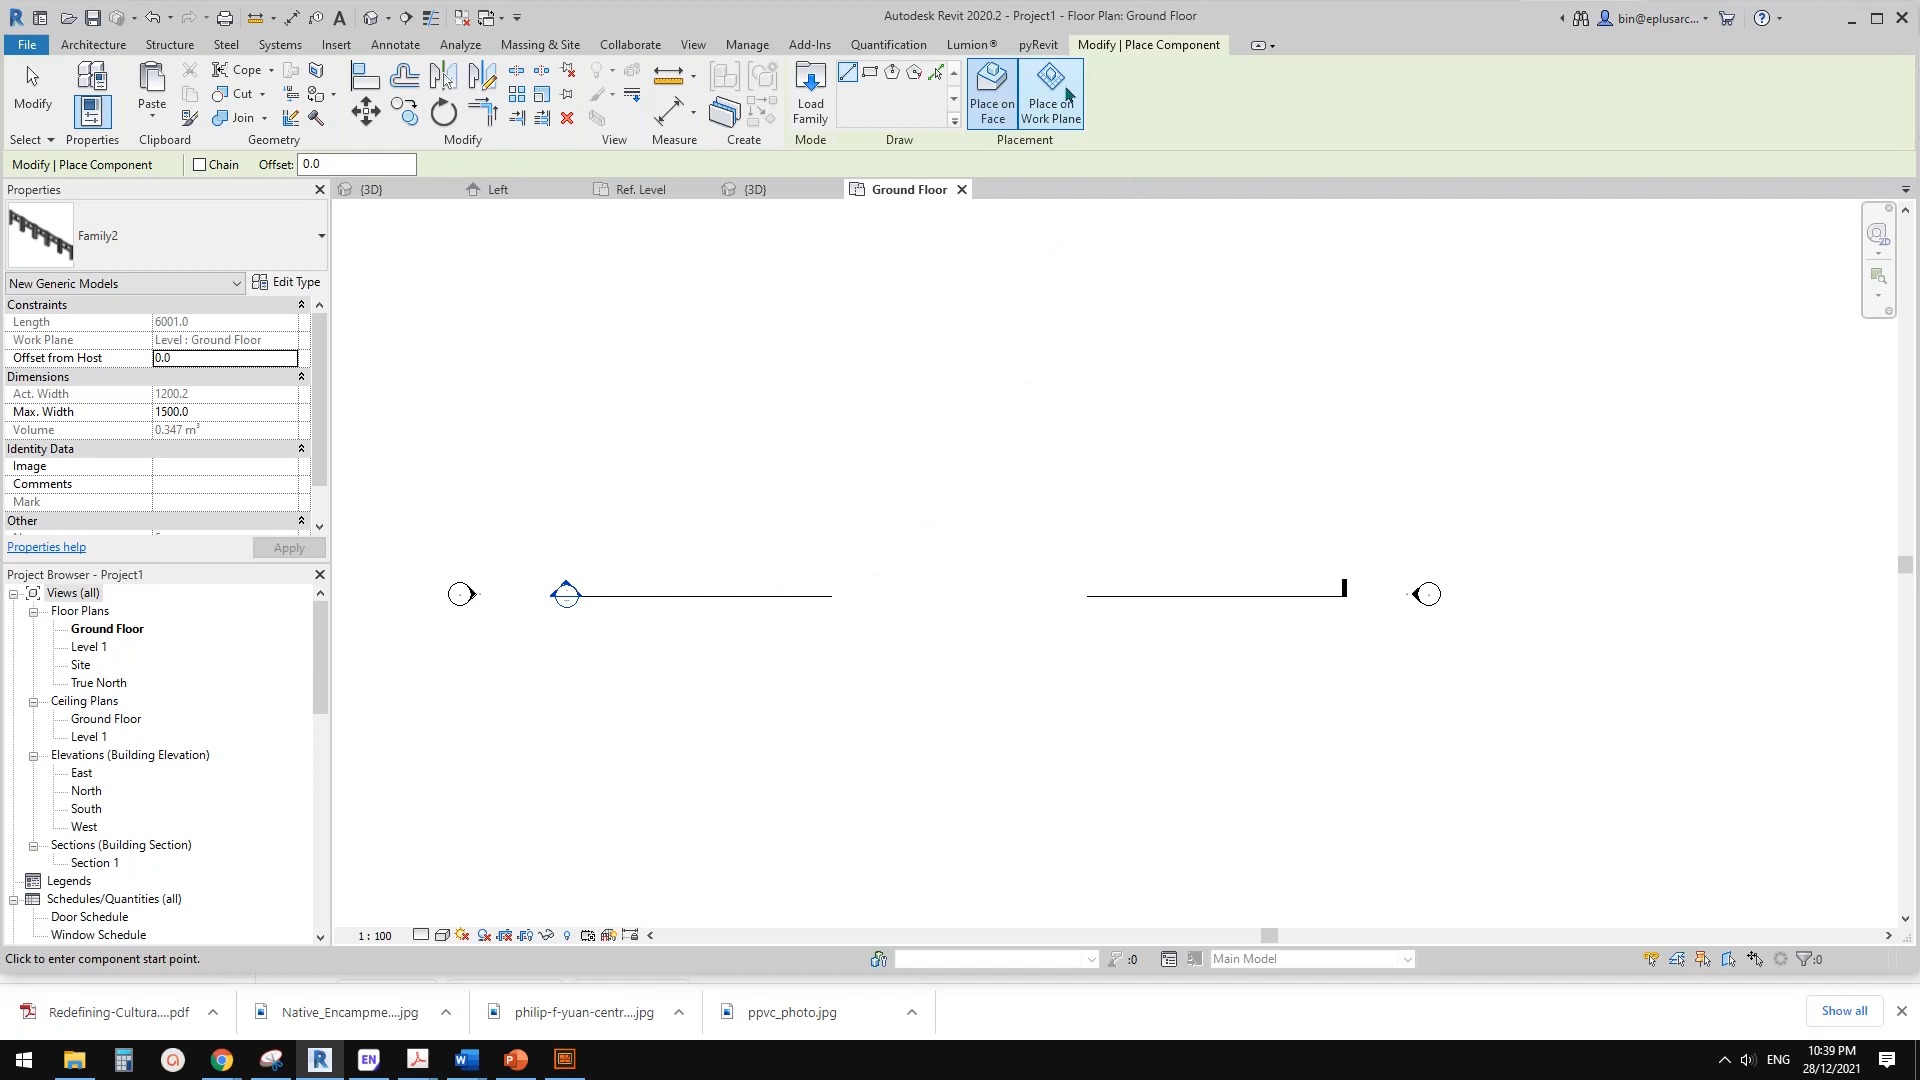 Autodesk Revit 2020.2 - Project1 - Floor Plan: Ground Floor
bin@eplusarc...
File Architecture Structure Steel Systems Insert Annotate Analyze Massing & Site Collaborate View Manage Add-Ins Quantification Lumion® pyRevit Modify | Place Component
Modify
Paste
Cope
Cut
Join
Load Family
Place on Face
Place on Work Plane
Select Properties Clipboard Geometry Modify View Measure Create Mode Draw Placement
Modify | Place Component Chain Offset: 0.0
Properties
{3D} Left Ref. Level {3D} Ground Floor
Family2
New Generic Models Edit Type
Constraints
Length 6001.0
Work Plane Level : Ground Floor
Offset from Host 0.0
Dimensions
Act. Width 1200.2
Max. Width 1500.0
Volume 0.347 m³
Identity Data
Image
Comments
Mark
Other
Properties help Apply
Project Browser - Project1
Views (all)
Floor Plans
Ground Floor
Level 1
Site
True North
Ceiling Plans
Ground Floor
Level 1
Elevations (Building Elevation)
East
North
South
West
Sections (Building Section)
Section 1
Legends
Schedules/Quantities (all)
Door Schedule
Window Schedule
2D
1 : 100
Click to enter component start point.
:0 Main Model :0
Redefining-Cultura....pdf Native_Encampme....jpg philip-f-yuan-centr....jpg ppvc_photo.jpg Show all
EN
ENG
10:39 PM
28/12/2021